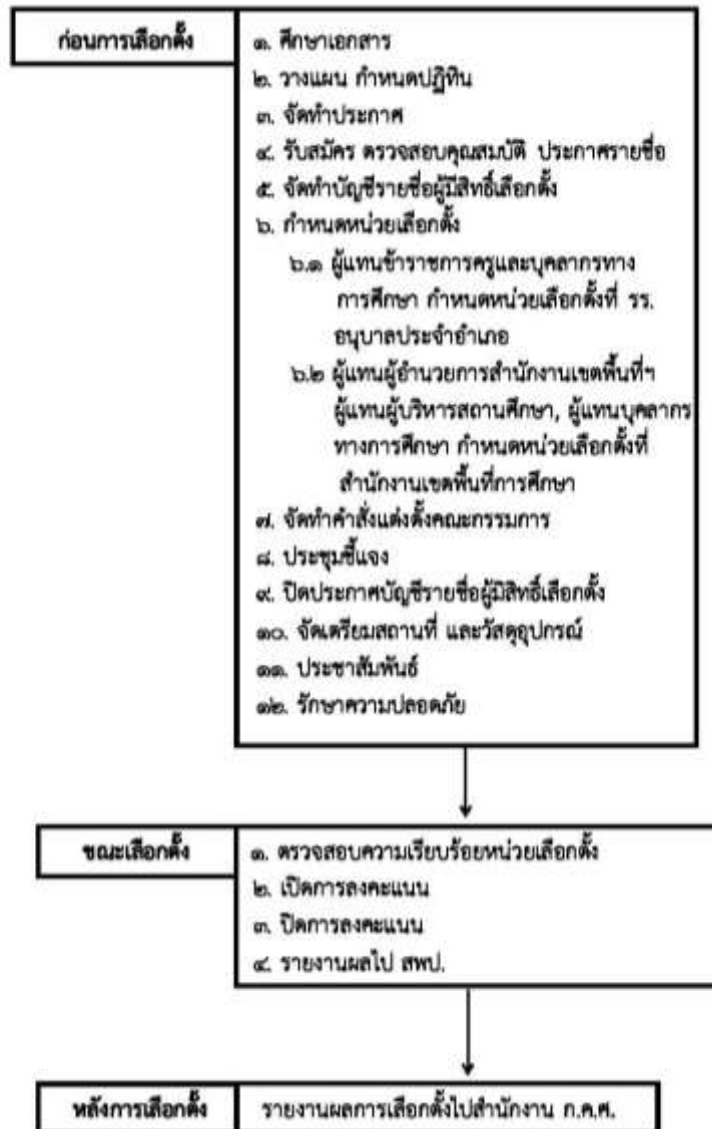 ก่อนการเลือกตั้ง
๑. ศึกษาเอกสาร
๒. วางแผน กำหนดปฏิทิน
๓. จัดทำประกาศ
๔. รับสมัคร ตรวจสอบคุณสมบัติ ประกาศรายชื่อ
๕. จัดทำบัญชีรายชื่อผู้มีสิทธิ์เลือกตั้ง
๖. กำหนดหน่วยเลือกตั้ง
๖.๑ ผู้แทนข้าราชการครูและบุคลากรทาง
การศึกษา กำหนดหน่วยเลือกตั้งที่ รร.
อนุบาลประจำอำเภอ
๖.๒ ผู้แทนผู้อำนวยการสำนักงานเขตพื้นที่ฯ
ผู้แทนผู้บริหารสถานศึกษา, ผู้แทนบุคลากร
ทางการศึกษา กำหนดหน่วยเลือกตั้งที่
สำนักงานเขตพื้นที่การศึกษา
๗. จัดทำคำสั่งแต่งตั้งคณะกรรมการ
๘. ประชุมชี้แจง
๙. ปิดประกาศบัญชีรายชื่อผู้มีสิทธิ์เลือกตั้ง
๑๐. จัดเตรียมสถานที่ และวัสดุอุปกรณ์
๑๑. ประชาสัมพันธ์
๑๒. รักษาความปลอดภัย
ขณะเลือกตั้ง
๑. ตรวจสอบความเรียบร้อยหน่วยเลือกตั้ง
๒. เปิดการลงคะแนน
๓. ปิดการลงคะแนน
๔. รายงานผลไป สพป.
หลังการเลือกตั้ง
รายงานผลการเลือกตั้งไปสำนักงาน ก.ค.ศ.